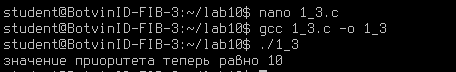 student@BotvinID-FIB-3:~/lab10$ nano 1_3.c
student@BotvinID-FIB-3:~/lab10$ gcc 1_3.c -o 1_3
student@BotvinID-FIB-3:~/lab10$ ./1_3
значение приоритета теперь равно 10